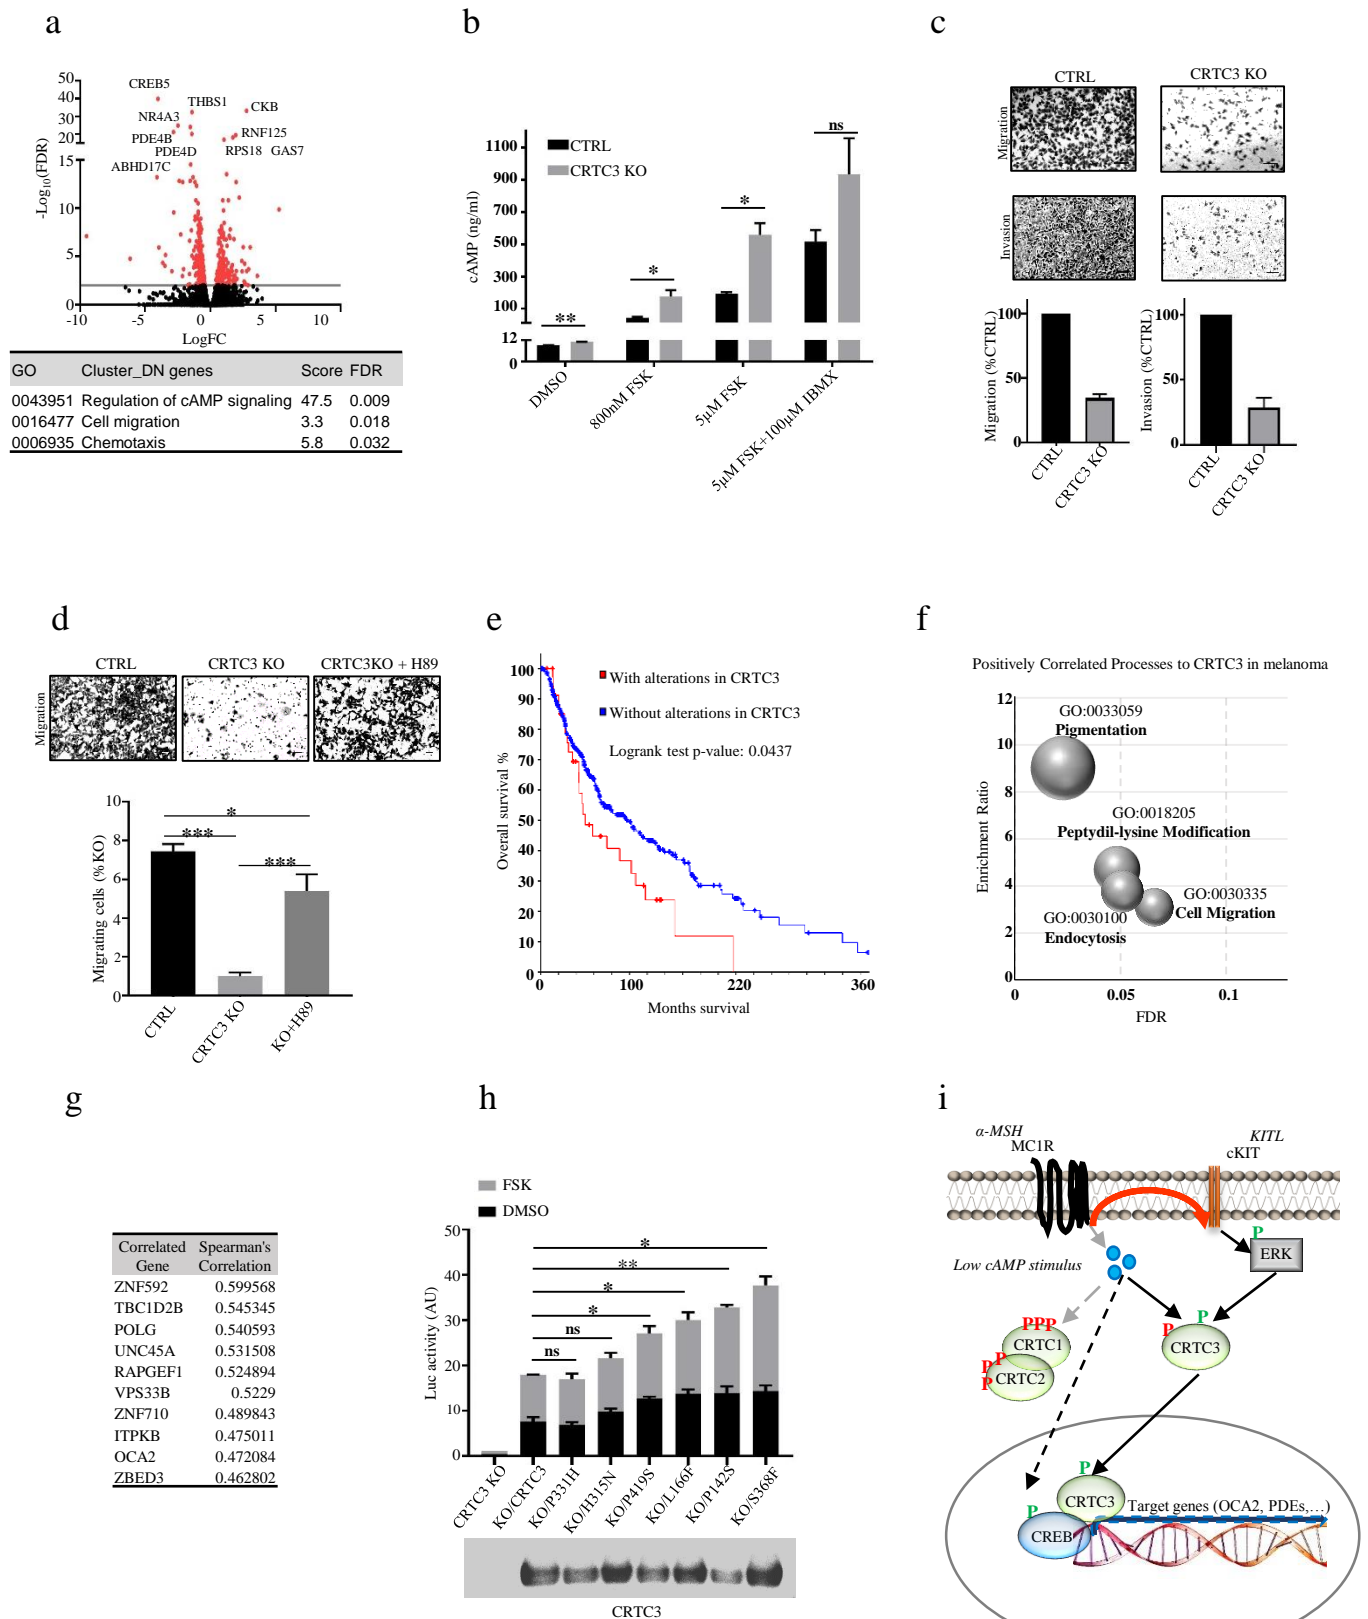 a
50
40
30
20
15
10
5
0
-Log10(FDR)
CREB5
THBS1
CKB
NR4A3
PDE4B
RNF125
PDE4D
RPS18
GAS7
ABHD17C
-10
-5
0
5
10
LogFC
GO Cluster_DN genes Score FDR
0043951 Regulation of cAMP signaling 47.5 0.009
0016477 Cell migration 3.3 0.018
0006935 Chemotaxis 5.8 0.032
b
1100
900
700
500
300
100
12
0
cAMP (ng/ml)
CTRL
CRTC3 KO
**
*
*
ns
DMSO
800nM FSK
5µM FSK
5µM FSK+100µM IBMX
c
CTRL
CRTC3 KO
Migration
Invasion
Migration (%CTRL)
100
50
0
CTRL
CRTC3 KO
Invasion (%CTRL)
100
50
0
CTRL
CRTC3 KO
d
CTRL
CRTC3 KO
CRTC3KO + H89
Migration
Migrating cells (%KO)
10
8
6
4
2
0
*
***
***
CTRL
CRTC3 KO
KO+H89
e
100
90
80
70
60
50
40
30
20
10
0
Overall survival %
With alterations in CRTC3
Without alterations in CRTC3
Logrank test p-value: 0.0437
0
100
220
360
Months survival
f
Positively Correlated Processes to CRTC3 in melanoma
12
10
8
6
4
2
0
Enrichment Ratio
GO:0033059
Pigmentation
GO:0018205
Peptydil-lysine Modification
GO:0030335
Cell Migration
GO:0030100
Endocytosis
0
0.05
0.1
FDR
g
Correlated Gene
Spearman's Correlation
ZNF592 0.599568
TBC1D2B 0.545345
POLG 0.540593
UNC45A 0.531508
RAPGEF1 0.524894
VPS33B 0.5229
ZNF710 0.489843
ITPKB 0.475011
OCA2 0.472084
ZBED3 0.462802
h
FSK
DMSO
50
40
30
20
10
0
Luc activity (AU)
*
**
*
*
ns
ns
CRTC3 KO
KO/CRTC3
KO/P331H
KO/H315N
KO/P419S
KO/L166F
KO/P142S
KO/S368F
CRTC3
i
α-MSH
MC1R
KITL
cKIT
P
ERK
Low cAMP stimulus
PPP
CRTC1
P
P
P
CRTC2
P
P
CRTC3
P
CRTC3
P
CREB
Target genes (OCA2, PDEs,...)